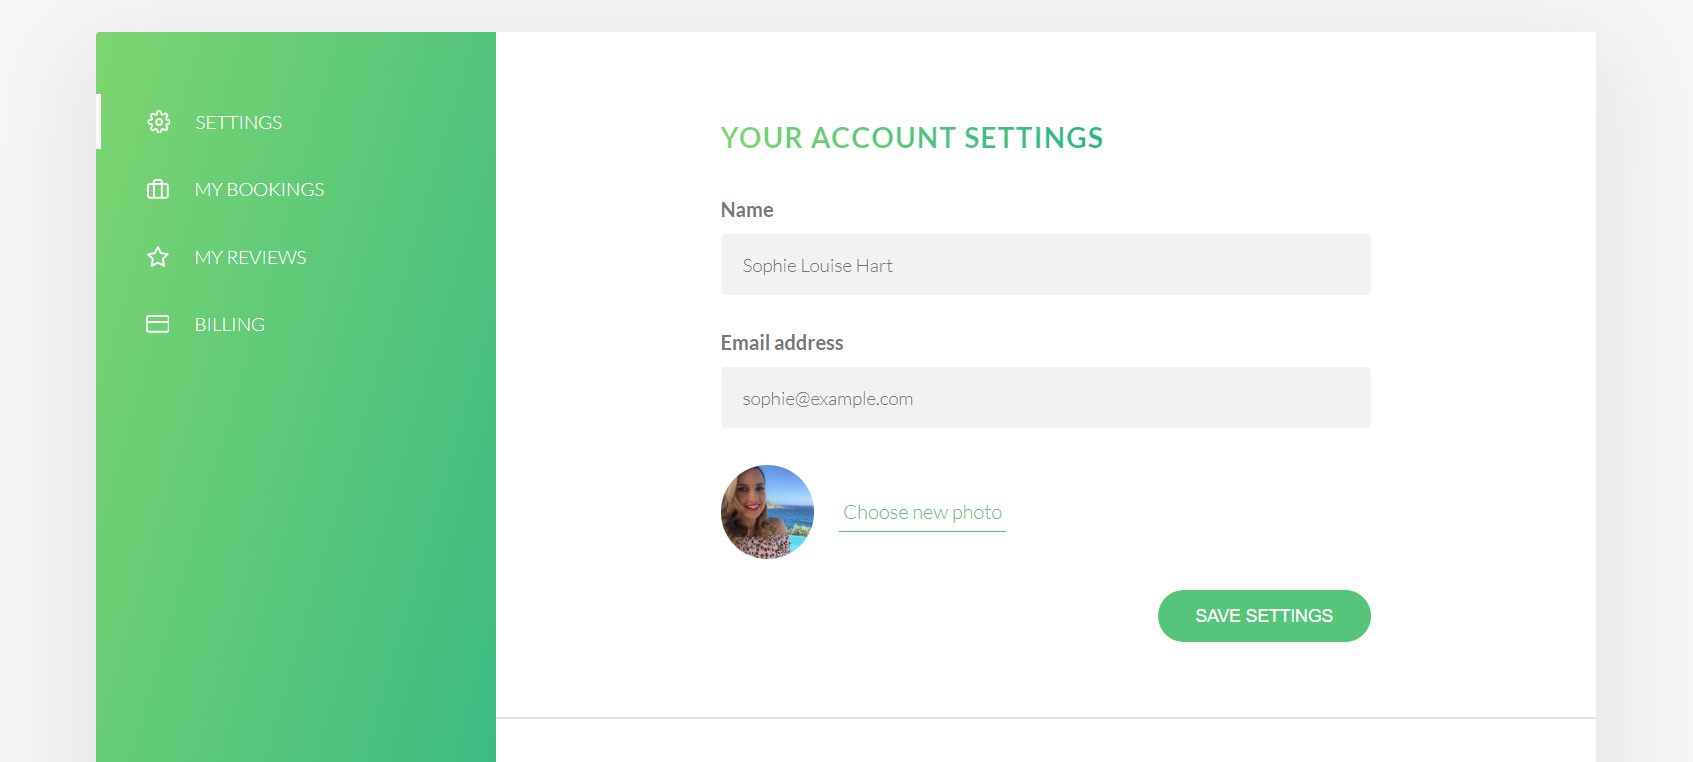 SETTINGS
MY BOOKINGS
MY REVIEWS
BILLING
YOUR ACCOUNT SETTINGS
Name
Sophie Louise Hart
Email address
sophie@example.com
Choose new photo
SAVE SETTINGS